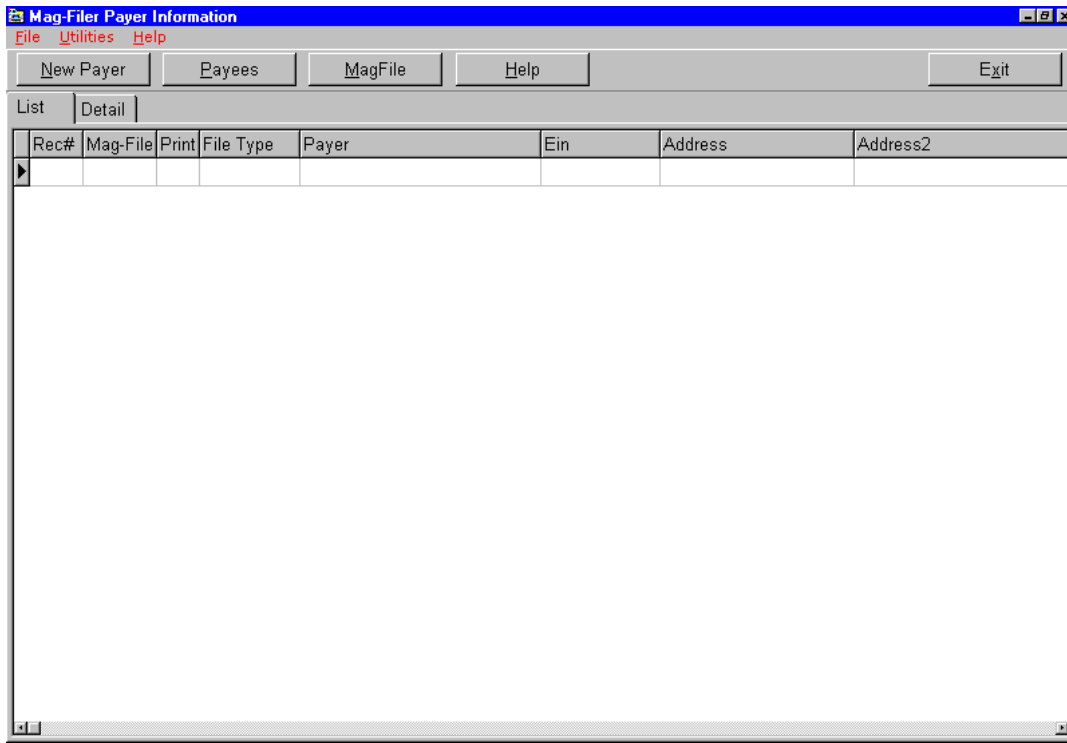 Mag-Filer Payer Information
File Utilities Help
New Payer Payees MagFile Help Exit
List Detail
Rec# Mag-File Print File Type Payer Ein Address Address2